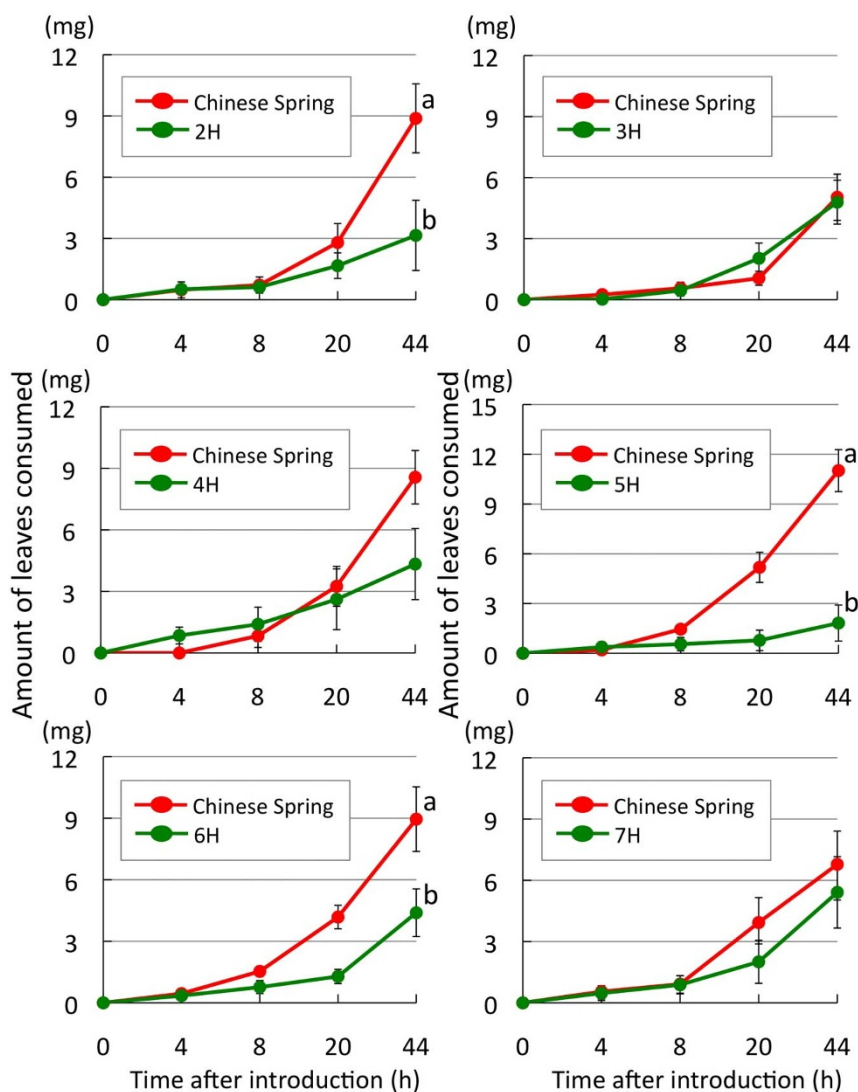 (mg)
12
9
6
3
0
Chinese Spring
2H
a
b
0 4 8 20 44
(mg)
12
9
6
3
0
Chinese Spring
3H
0 4 8 20 44
(mg)
12
9
6
3
0
Chinese Spring
4H
0 4 8 20 44
Amount of leaves consumed
(mg)
15
12
9
6
3
0
Chinese Spring
5H
a
b
0 4 8 20 44
Amount of leaves consumed
(mg)
12
9
6
3
0
Chinese Spring
6H
a
b
0 4 8 20 44
Time after introduction (h)
(mg)
12
9
6
3
0
Chinese Spring
7H
0 4 8 20 44
Time after introduction (h)